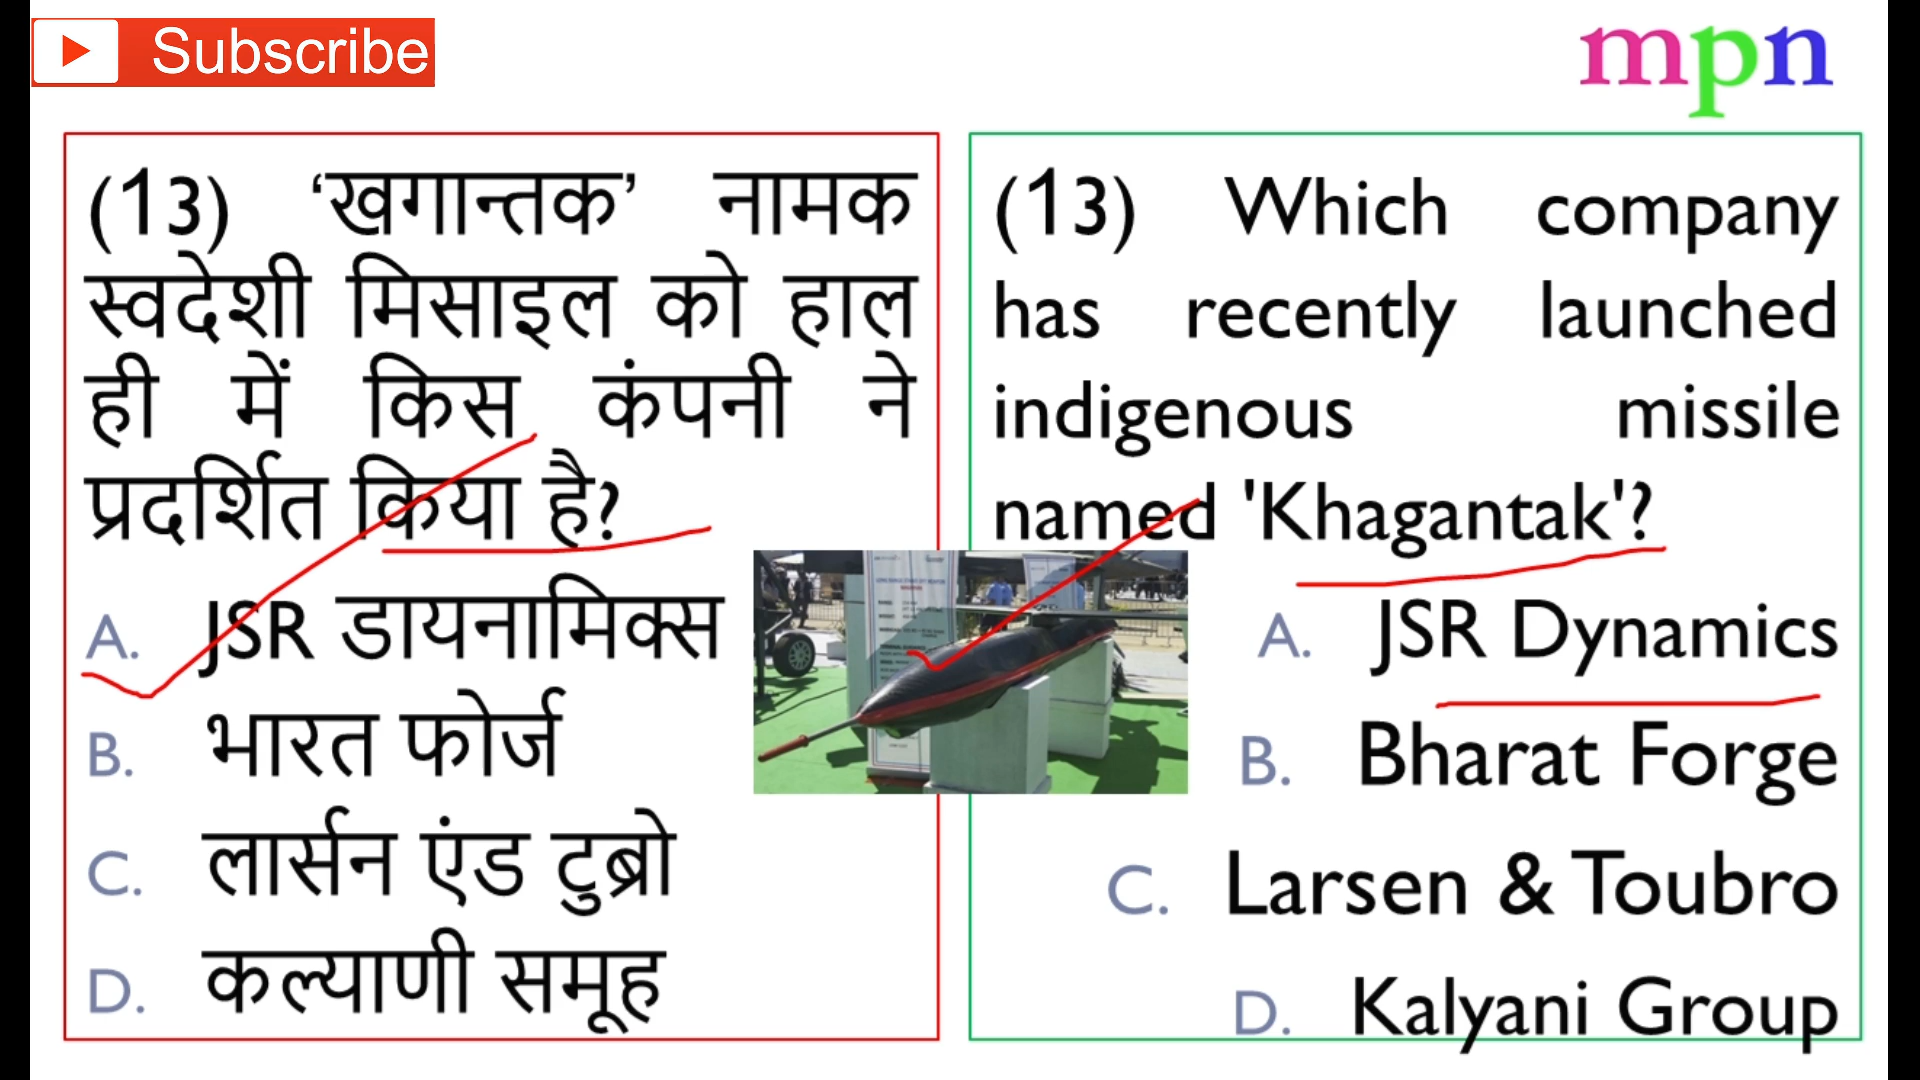 Subscribe
mpn
(13) ‘खगान्तक’ नामक
स्वदेशी मिसाइल को हाल
ही में किस कंपनी ने
प्रदर्शित किया है?
A. JSR डायनामिक्स
B. भारत फोर्ज
C. लार्सन एंड टुब्रो
D. कल्याणी समूह
(13) Which company
has recently launched
indigenous missile
named 'Khagantak'?
A. JSR Dynamics
B. Bharat Forge
C. Larsen & Toubro
D. Kalyani Group